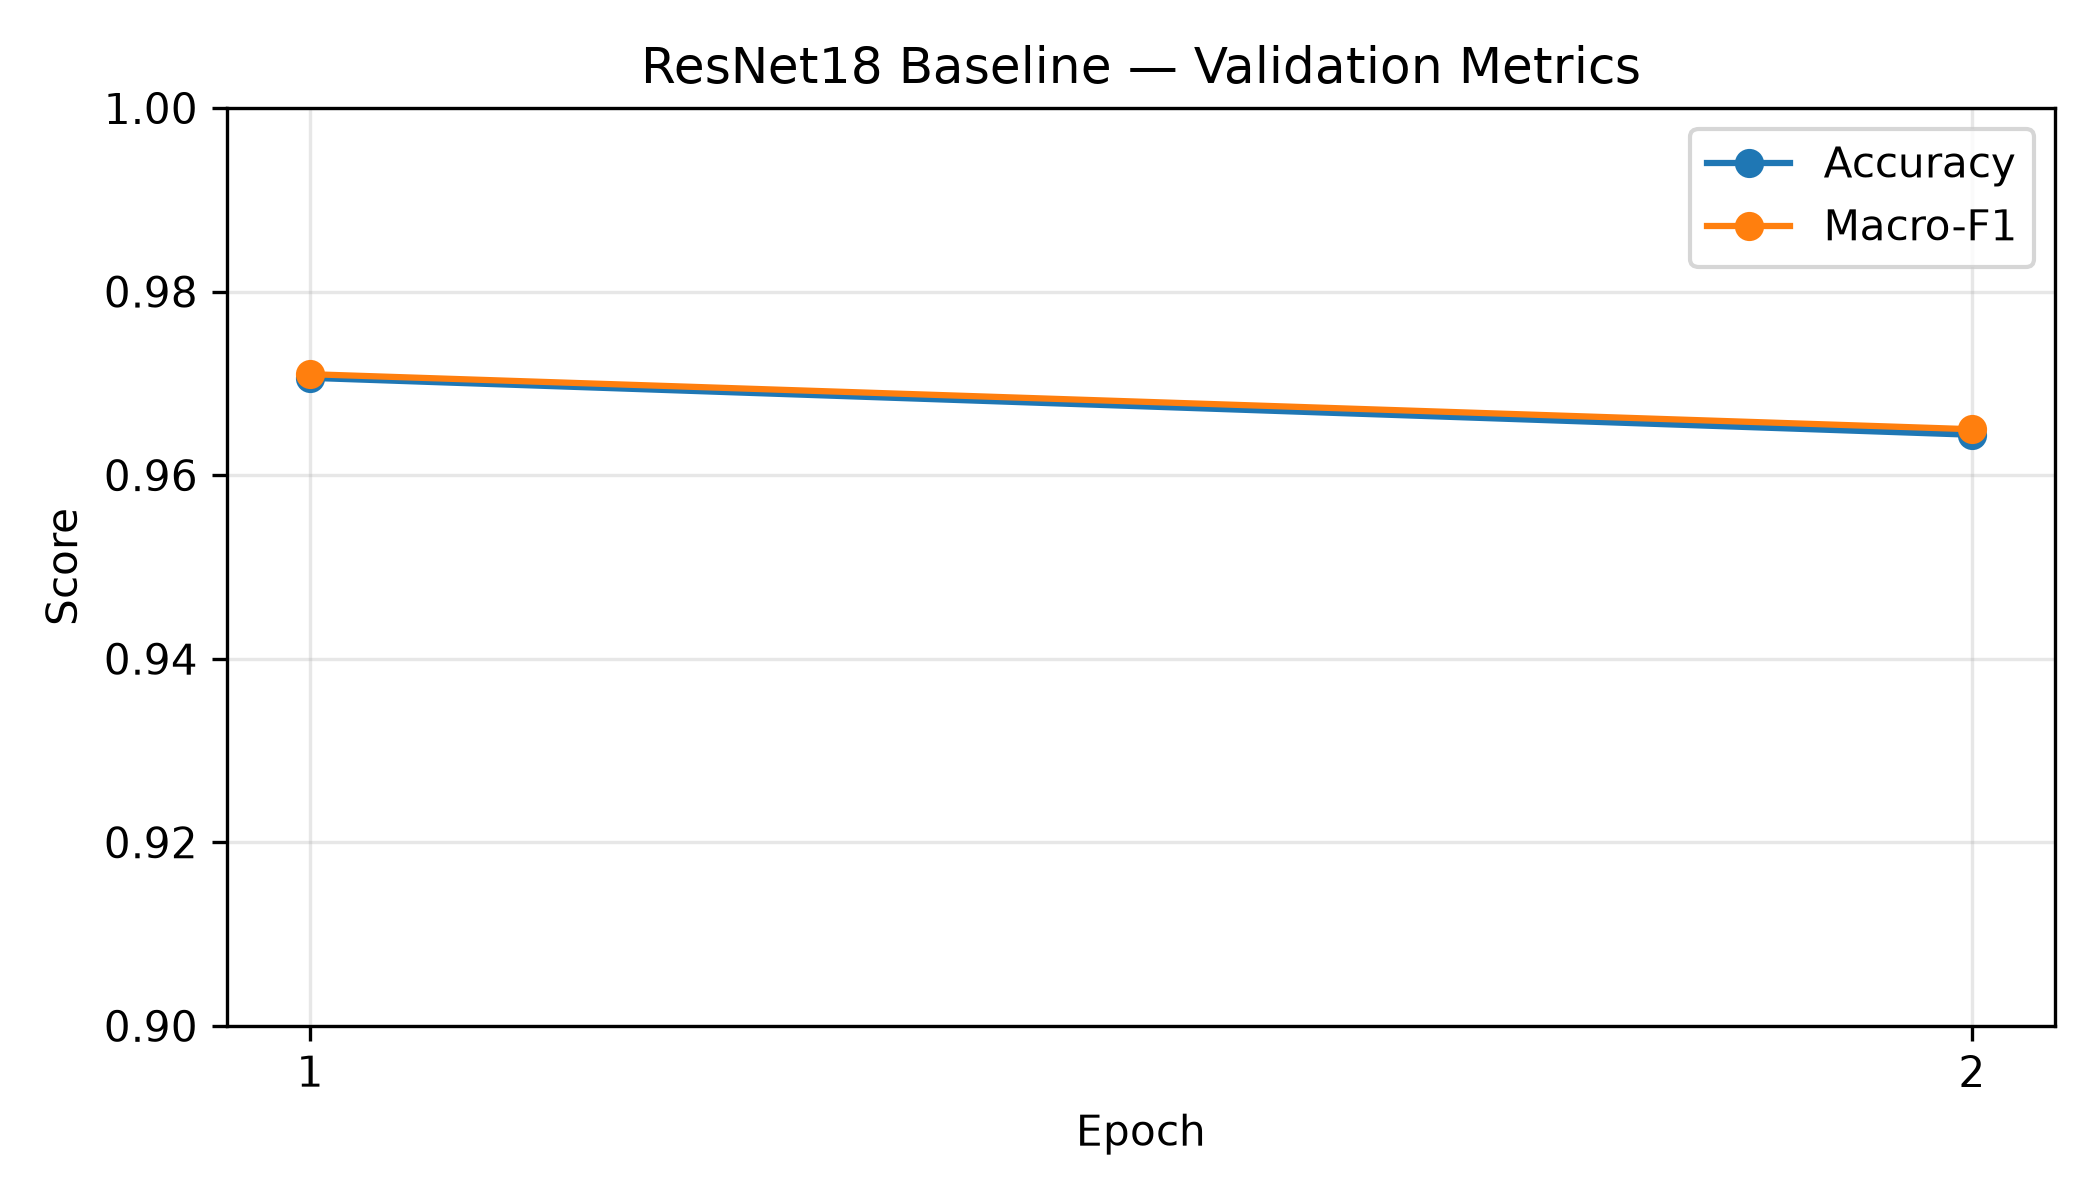 ResNet18 Baseline — Validation Metrics
1.00
0.98
0.96
0.94
0.92
0.90
Score
Accuracy
Macro-F1
1
2
Epoch